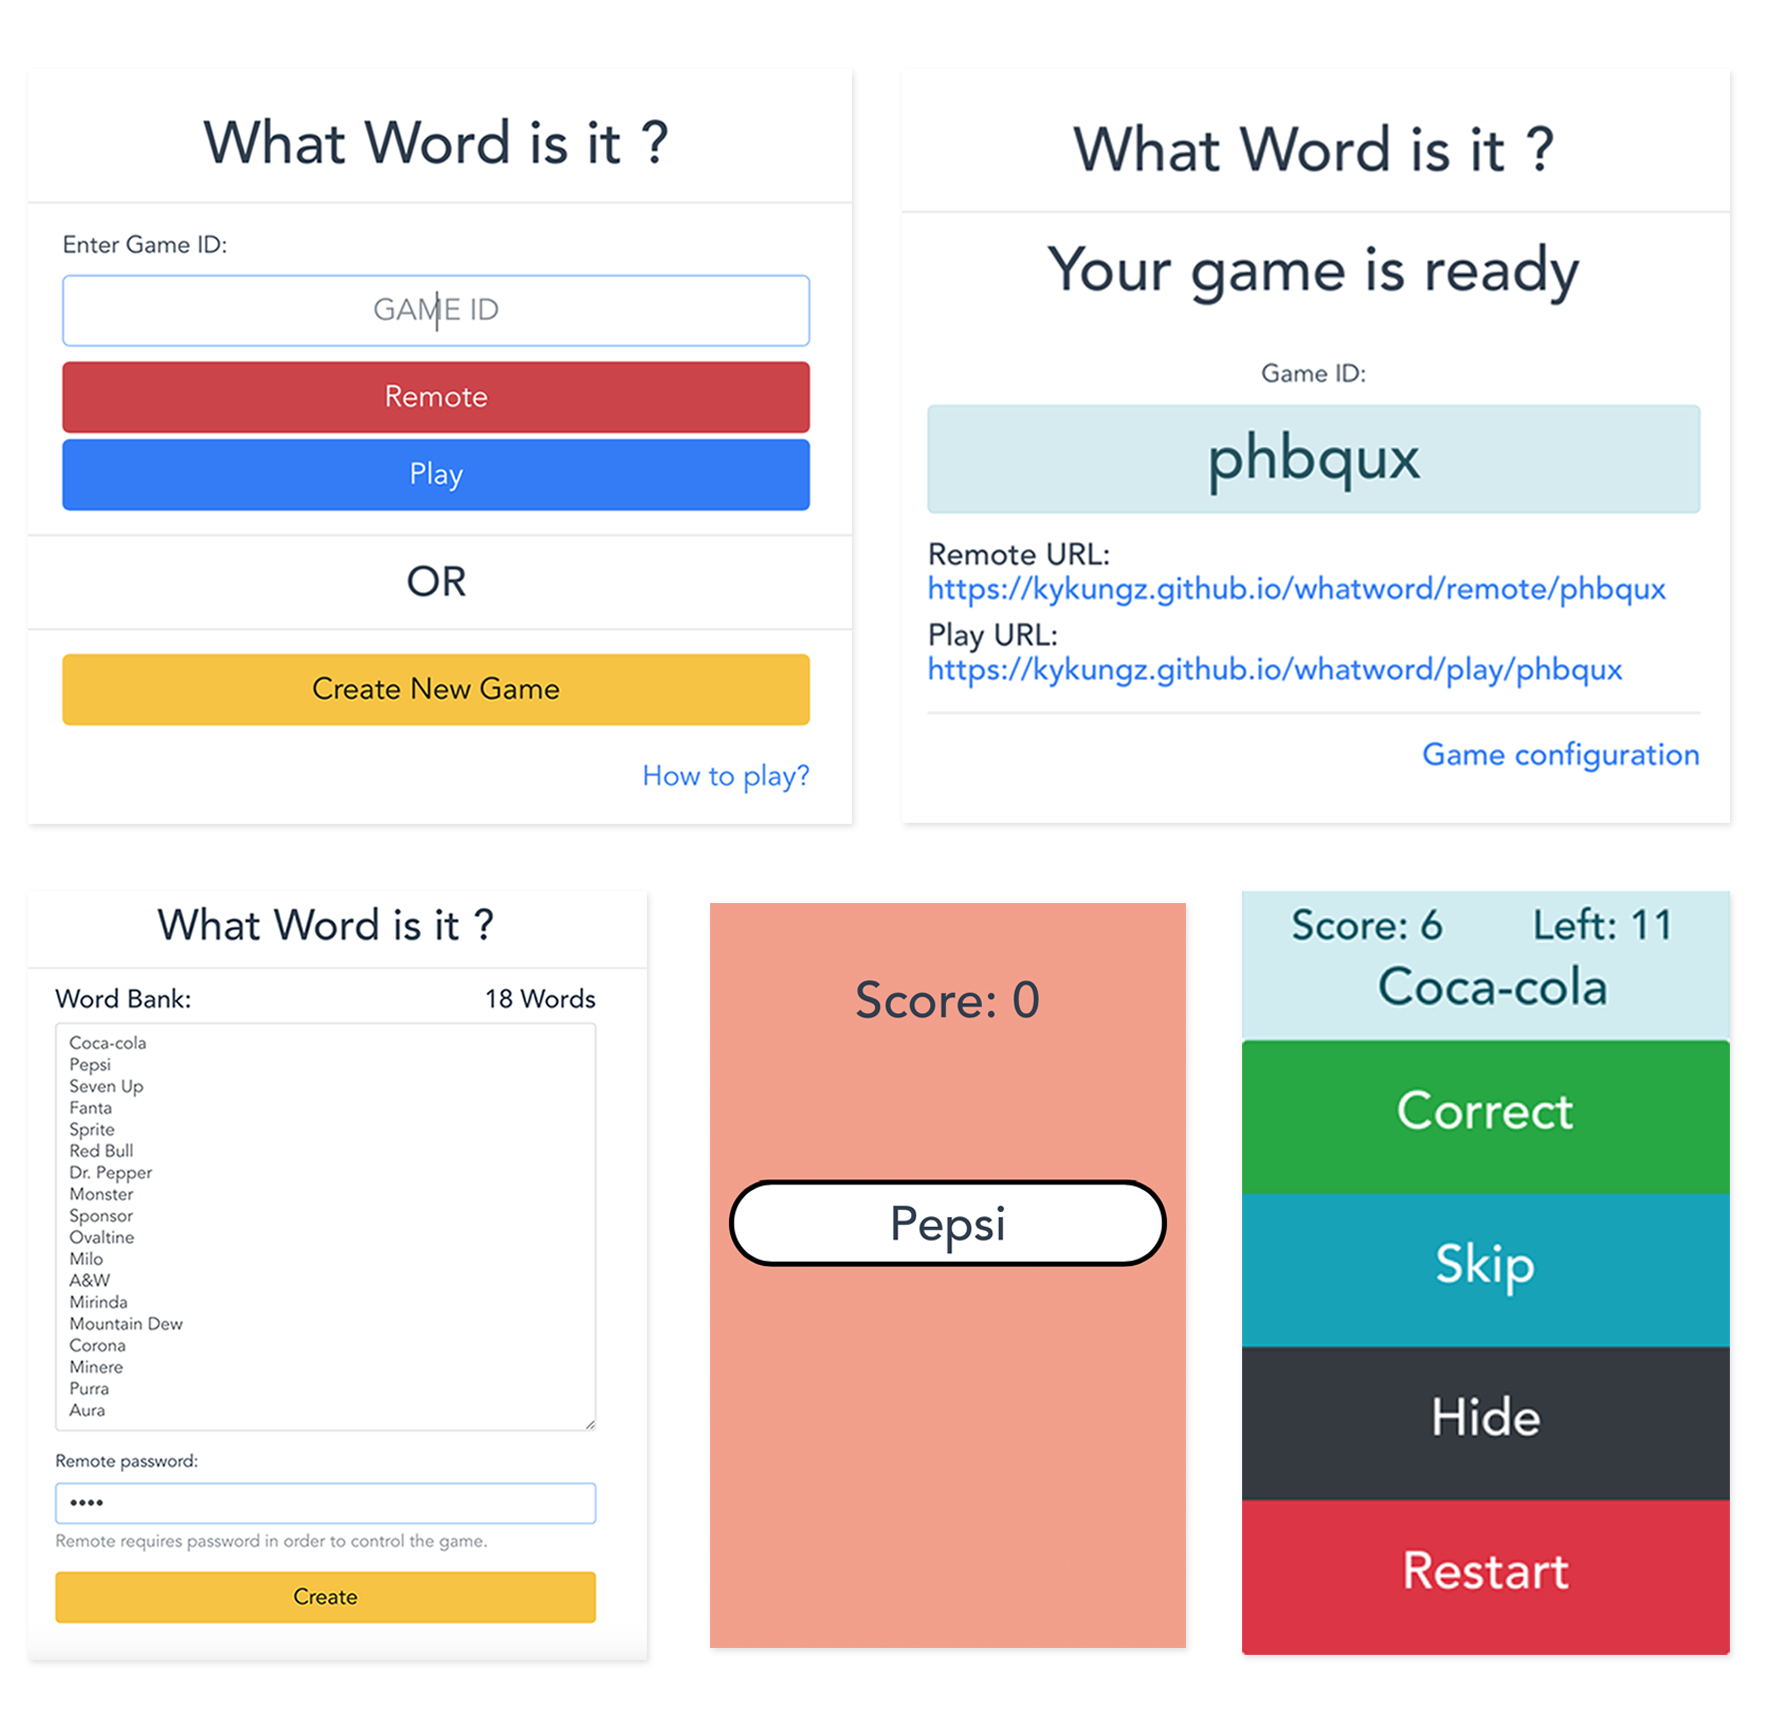 What Word is it ?
Enter Game ID:
GAME ID
Remote
Play
OR
Create New Game
How to play?
What Word is it ?
Your game is ready
Game ID:
phbqux
Remote URL:
https://kykungz.github.io/whatword/remote/phbqux
Play URL:
https://kykungz.github.io/whatword/play/phbqux
Game configuration
What Word is it ?
Word Bank: 18 Words
Coca-cola
Pepsi
Seven Up
Fanta
Sprite
Red Bull
Dr. Pepper
Monster
Sponsor
Ovaltine
Milo
A&W
Mirinda
Mountain Dew
Corona
Minere
Purra
Aura
Remote password:
••••
Remote requires password in order to control the game.
Create
Score: 0
Pepsi
Score: 6 Left: 11
Coca-cola
Correct
Skip
Hide
Restart